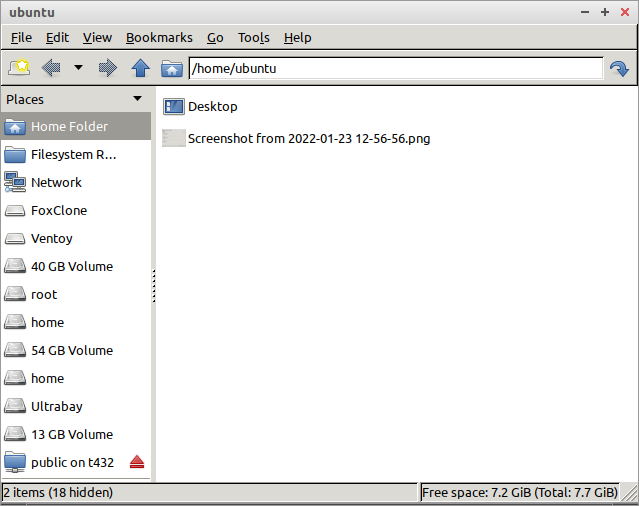 ubuntu
File Edit View Bookmarks Go Tools Help
/home/ubuntu
Places
Home Folder
Filesystem R...
Network
FoxClone
Ventoy
40 GB Volume
root
home
54 GB Volume
home
Ultrabay
13 GB Volume
public on t432
Desktop
Screenshot from 2022-01-23 12-56-56.png
2 items (18 hidden)
Free space: 7.2 GiB (Total: 7.7 GiB)